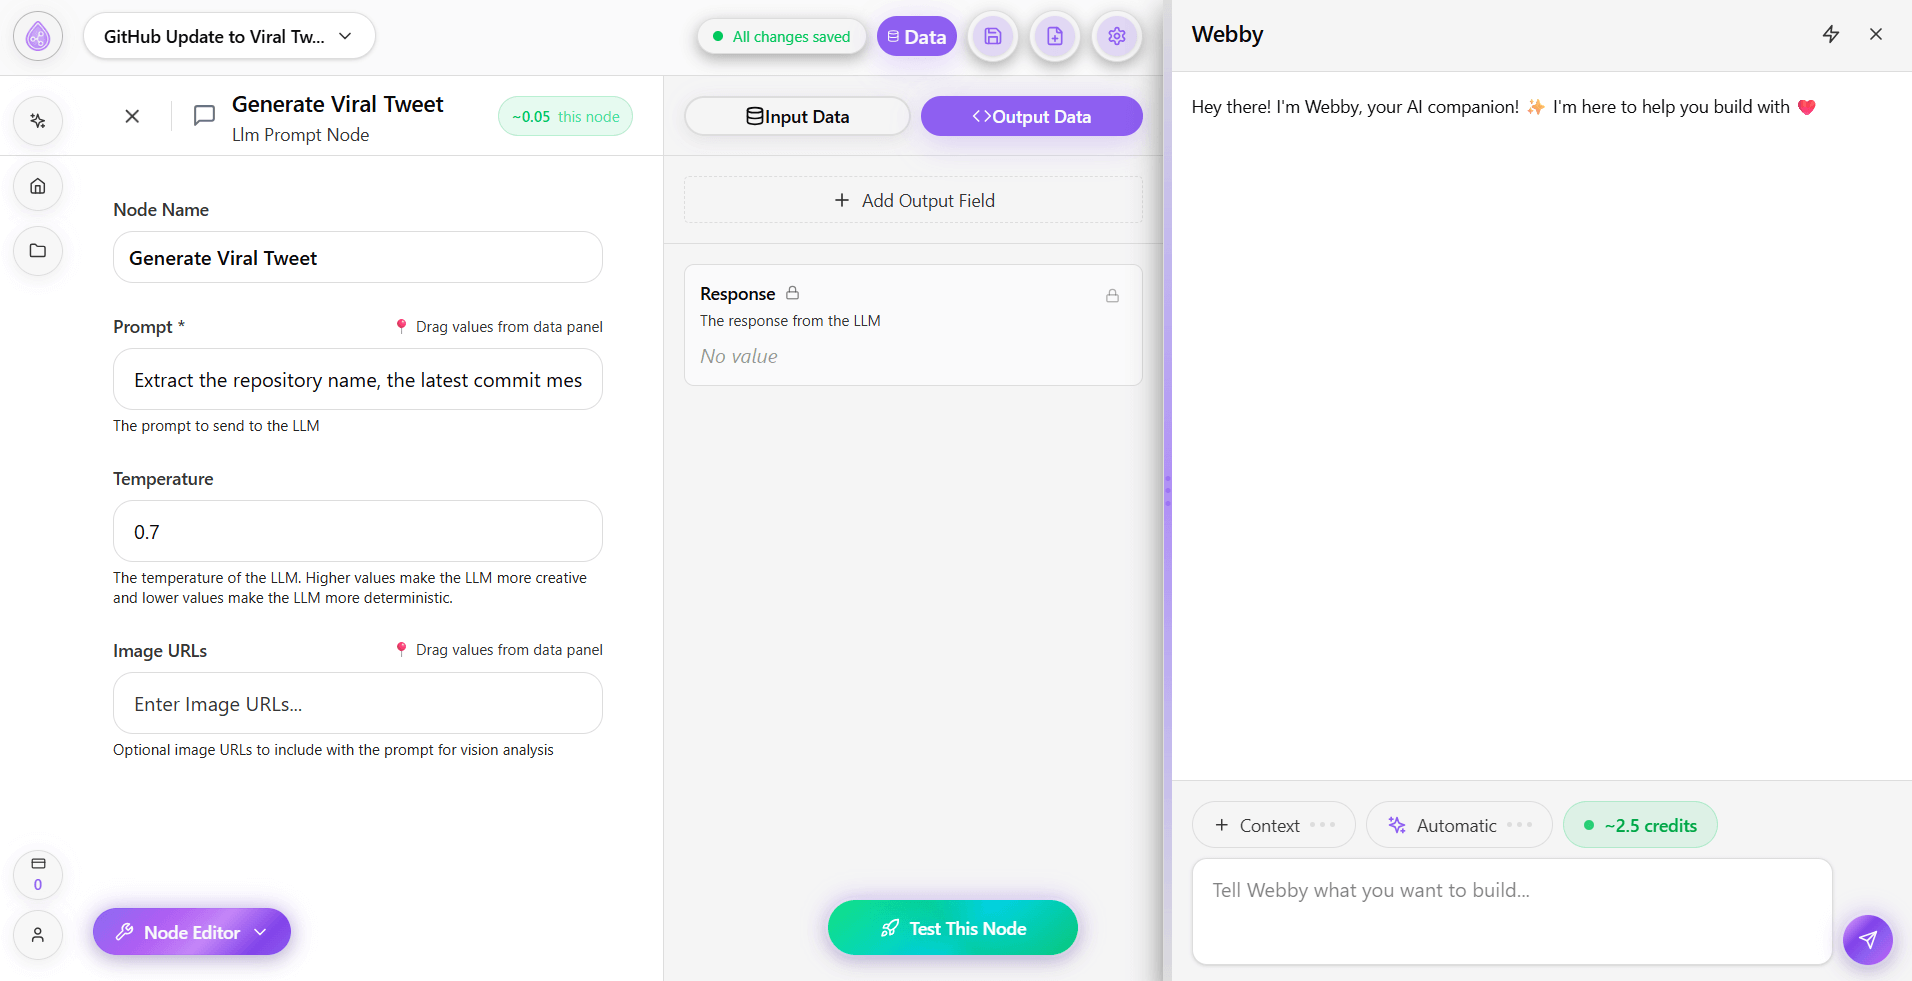 GitHub Update to Viral Tw...
All changes saved
Data
Generate Viral Tweet
Llm Prompt Node
~0.05 this node
Node Name
Generate Viral Tweet
Prompt *
📍 Drag values from data panel
Extract the repository name, the latest commit mes
The prompt to send to the LLM
Temperature
0.7
The temperature of the LLM. Higher values make the LLM more creative
and lower values make the LLM more deterministic.
Image URLs
📍 Drag values from data panel
Enter Image URLs...
Optional image URLs to include with the prompt for vision analysis
0
Node Editor
Input Data
Output Data
Add Output Field
Response
The response from the LLM
No value
Test This Node
Webby
Hey there! I'm Webby, your AI companion! ✨ I'm here to help you build with ❤️
Context
Automatic
~2.5 credits
Tell Webby what you want to build...